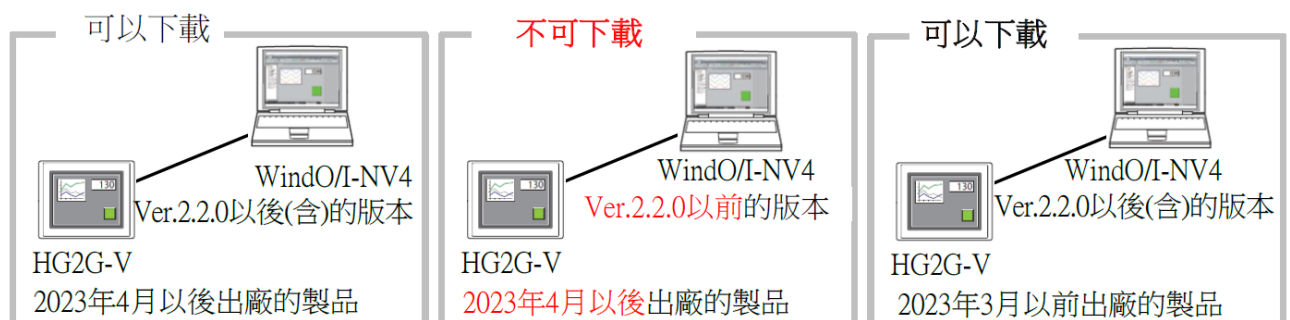 可以下載
WindO/I-NV4
Ver.2.2.0以後(含)的版本
130
HG2G-V
2023年4月以後出廠的製品
不可下載
WindO/I-NV4
Ver.2.2.0以前的版本
130
HG2G-V
2023年4月以後出廠的製品
可以下載
WindO/I-NV4
Ver.2.2.0以後(含)的版本
130
HG2G-V
2023年3月以前出廠的製品